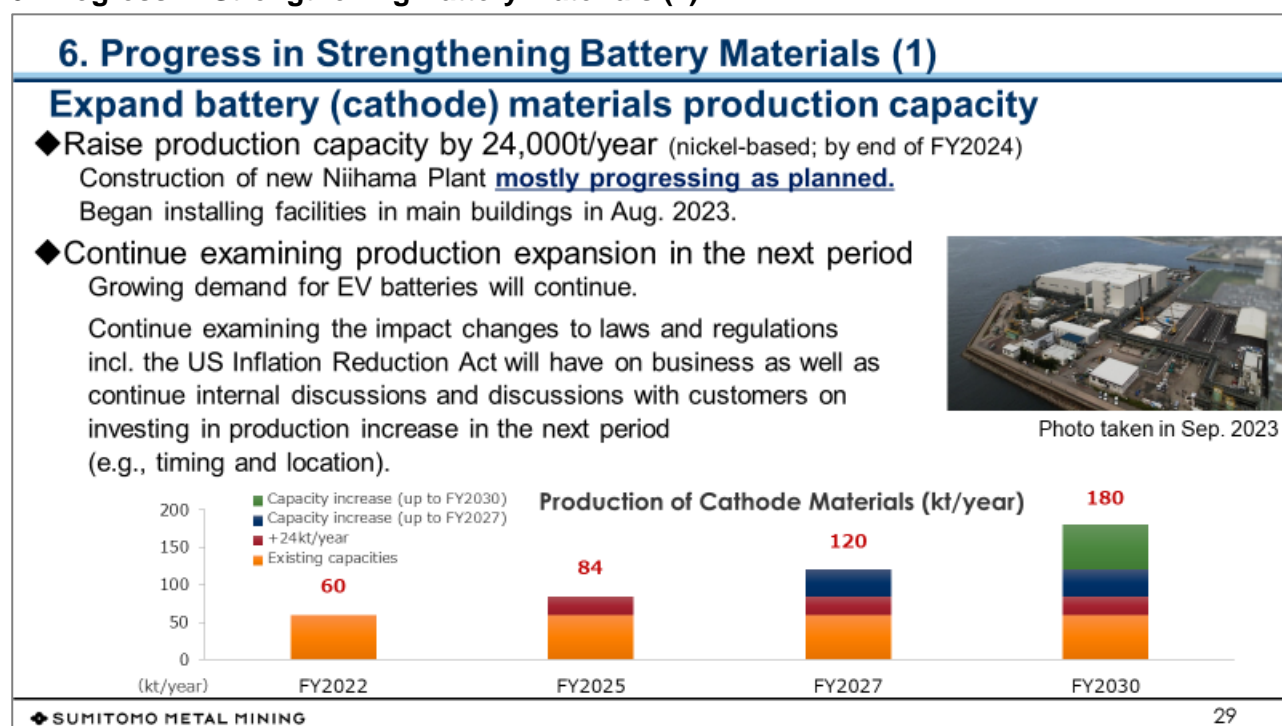 6. Progress in Strengthening Battery Materials (1)
Expand battery (cathode) materials production capacity
◆Raise production capacity by 24,000t/year (nickel-based; by end of FY2024)
Construction of new Niihama Plant mostly progressing as planned.
Began installing facilities in main buildings in Aug. 2023.
◆Continue examining production expansion in the next period
Growing demand for EV batteries will continue.
Continue examining the impact changes to laws and regulations
incl. the US Inflation Reduction Act will have on business as well as
continue internal discussions and discussions with customers on
investing in production increase in the next period
(e.g., timing and location).
Photo taken in Sep. 2023
Production of Cathode Materials (kt/year)
Capacity increase (up to FY2030)
Capacity increase (up to FY2027)
+24kt/year
Existing capacities
200
150
100
50
0
60
84
120
180
(kt/year)
FY2022
FY2025
FY2027
FY2030
SUMITOMO METAL MINING
29